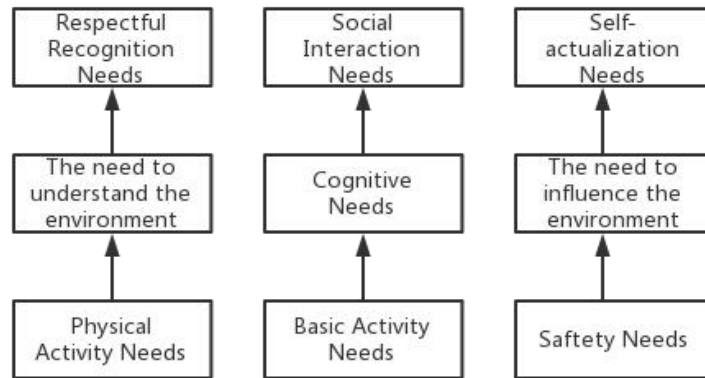 Respectful
Recognition
Needs
Social
Interaction
Needs
Self-
actualization
Needs
The need to
understand the
environment
Cognitive
Needs
The need to
influence the
environment
Physical
Activity Needs
Basic Activity
Needs
Saftety Needs